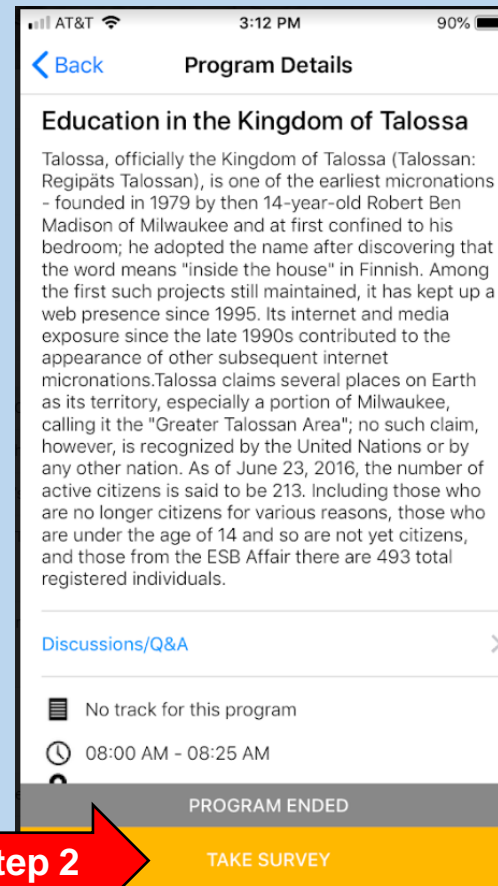 AT&T 3:12 PM 90%
Back Program Details
Education in the Kingdom of Talossa
Talossa, officially the Kingdom of Talossa (Talossan:
Regipäts Talossan), is one of the earliest micronations
- founded in 1979 by then 14-year-old Robert Ben
Madison of Milwaukee and at first confined to his
bedroom; he adopted the name after discovering that
the word means "inside the house" in Finnish. Among
the first such projects still maintained, it has kept up a
web presence since 1995. Its internet and media
exposure since the late 1990s contributed to the
appearance of other subsequent internet
micronations.Talossa claims several places on Earth
as its territory, especially a portion of Milwaukee,
calling it the "Greater Talossan Area"; no such claim,
however, is recognized by the United Nations or by
any other nation. As of June 23, 2016, the number of
active citizens is said to be 213. Including those who
are no longer citizens for various reasons, those who
are under the age of 14 and so are not yet citizens,
and those from the ESB Affair there are 493 total
registered individuals.
Discussions/Q&A
No track for this program
08:00 AM - 08:25 AM
PROGRAM ENDED
tep 2 TAKE SURVEY